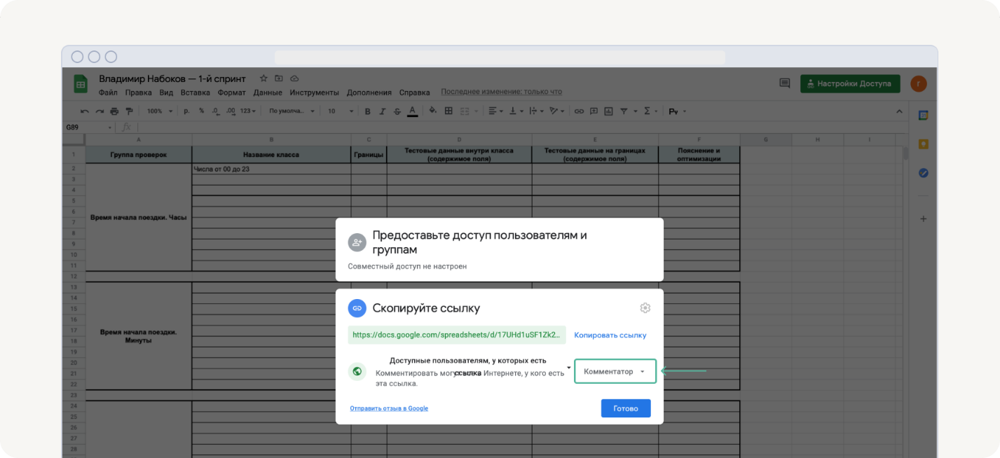 Владимир Набоков — 1-й спринт
Файл Правка Вид Вставка Формат Данные Инструменты Дополнения Справка Последнее изменение: только что
Настройки Доступа
г
100% р. % .0 .00 123 По умолча... 10 B I S A Σ Pу
G89 fx
A B C D E F G H I
1 Группа проверок Название класса Границы Тестовые данные внутри класса (содержимое поля) Тестовые данные на границах (содержимое поля) Пояснение и оптимизации
2 Числа от 00 до 23
3
4
5
6
7
Время начала поездки. Часы
8
9
10
11
12
13
14
15
16
17
Время начала поездки.
Минуты
18
19
20
21
22
23
24
25
26
27
28
Предоставьте доступ пользователям и
группам
Совместный доступ не настроен
Скопируйте ссылку
https://docs.google.com/spreadsheets/d/17UHd1uSF1Zk2...
Копировать ссылку
Доступные пользователям, у которых есть
ссылка
Комментировать могут Интернете, у кого есть
эта ссылка.
Комментатор
Отправить отзыв в Google
Готово